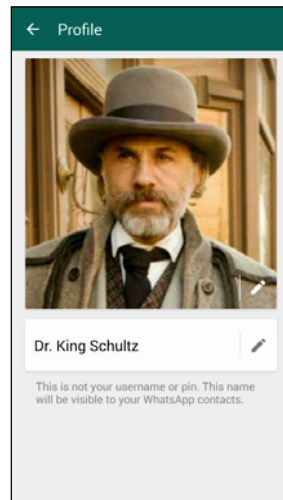 Profile
Dr. King Schultz
This is not your username or pin. This name
will be visible to your WhatsApp contacts.